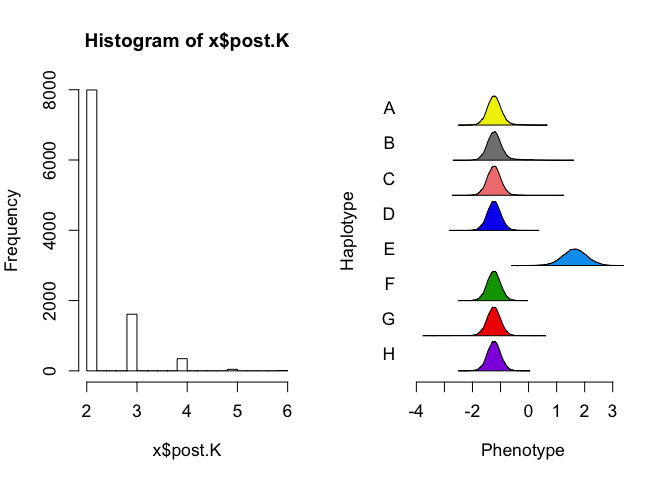 Histogram of x$post.K
Frequency
0 2000 4000 6000 8000
2 3 4 5 6
x$post.K
Haplotype
A
B
C
D
E
F
G
H
-4 -2 0 1 2 3
Phenotype